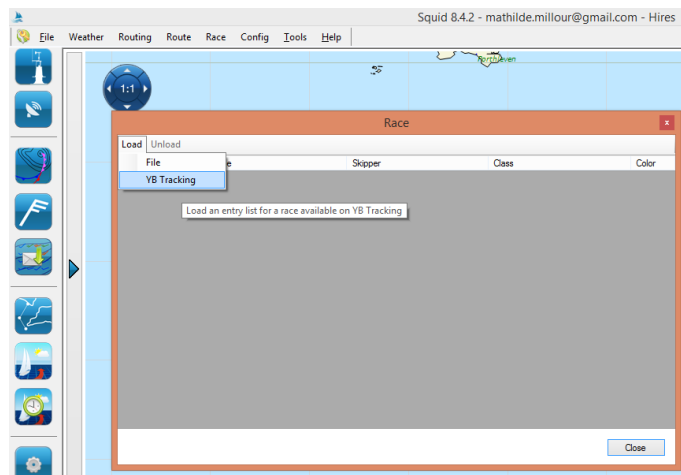 Squid 8.4.2 - mathilde.millour@gmail.com - Hires
File Weather Routing Route Race Config Tools Help
Porthleven
1:1
Race
Load Unload
File
Skipper Class Color
YB Tracking
Load an entry list for a race available on YB Tracking
Close